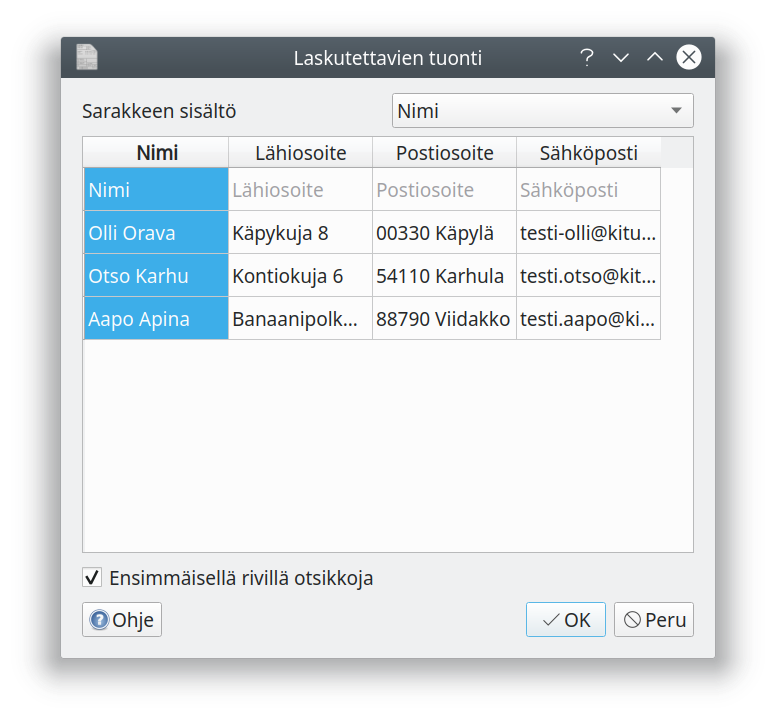 Laskutettavien tuonti
Sarakkeen sisältö Nimi
Nimi Lähiosoite Postiosoite Sähköposti
Nimi Lähiosoite Postiosoite Sähköposti
Olli Orava Käpykuja 8 00330 Käpylä testi-olli@kitu...
Otso Karhu Kontiokuja 6 54110 Karhula testi.otso@kit...
Aapo Apina Banaanipolk... 88790 Viidakko testi.aapo@ki...
Ensimmäisellä rivillä otsikkoja
Ohje OK Peru